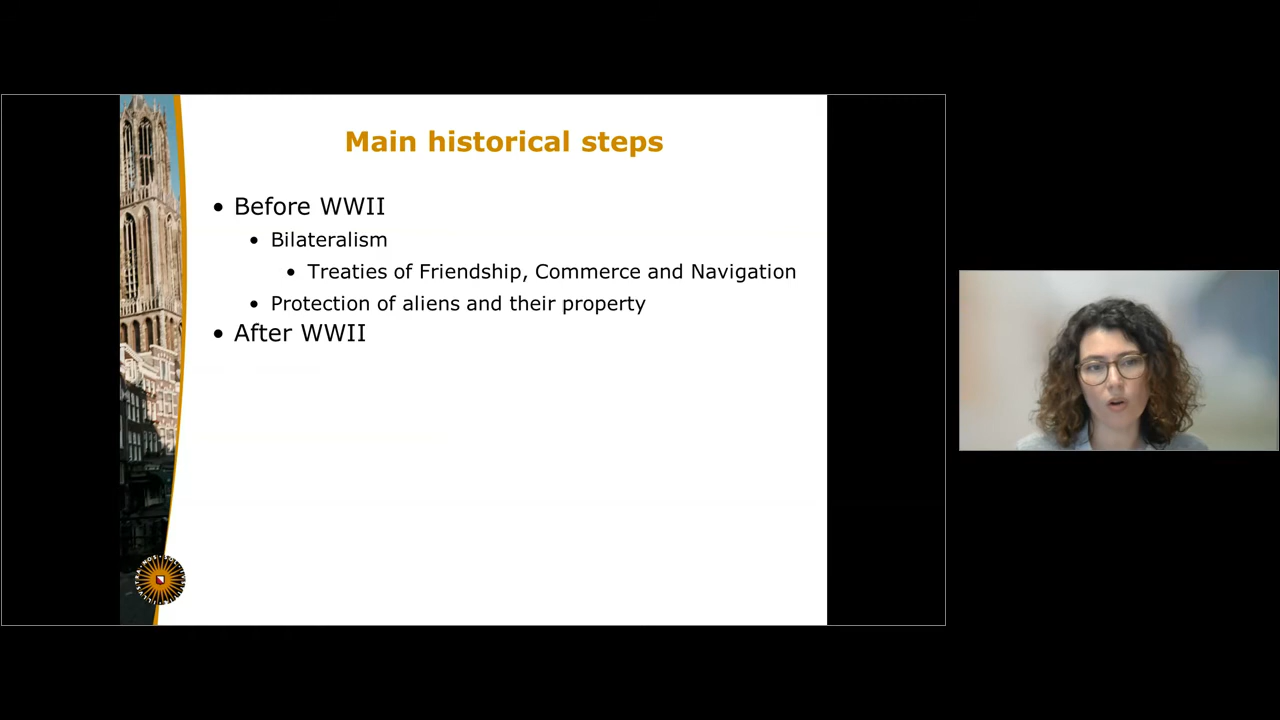 Main historical steps
• Before WWII
• Bilateralism
• Treaties of Friendship, Commerce and Navigation
• Protection of aliens and their property
• After WWII